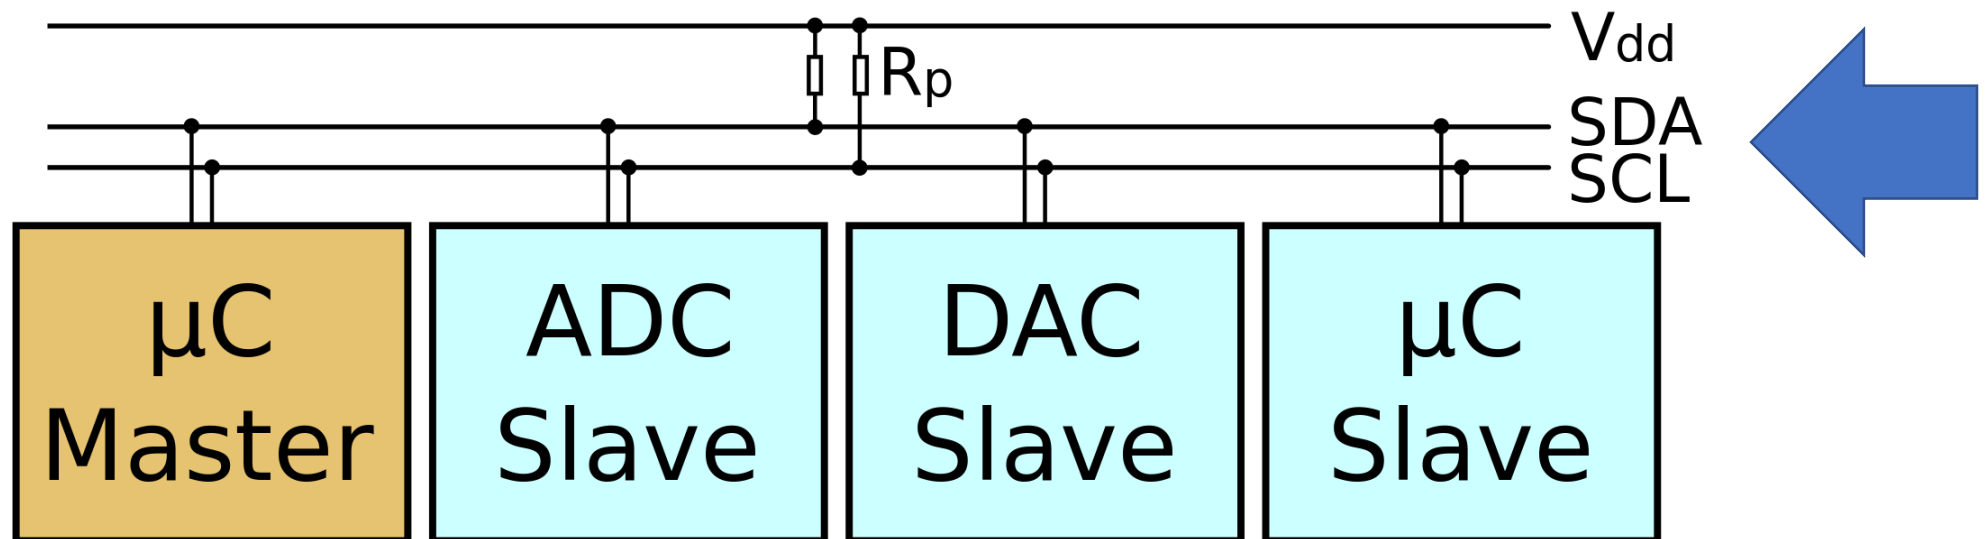 Vdd
Rp
SDA
SCL
µC
Master
ADC
Slave
DAC
Slave
µC
Slave